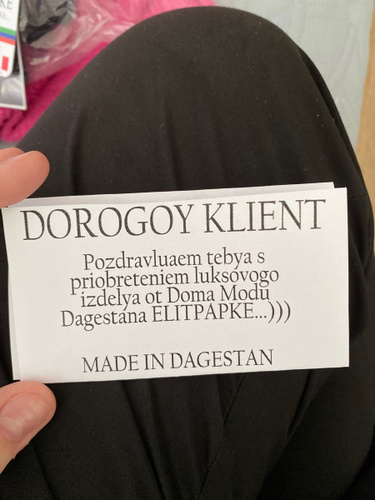 DOROGOY KLIENT
Pozdravluaem tebya s
priobreteniem luksovogo
izdelya ot Doma Modu
Dagestana ELITPAPKE...)))
MADE IN DAGESTAN